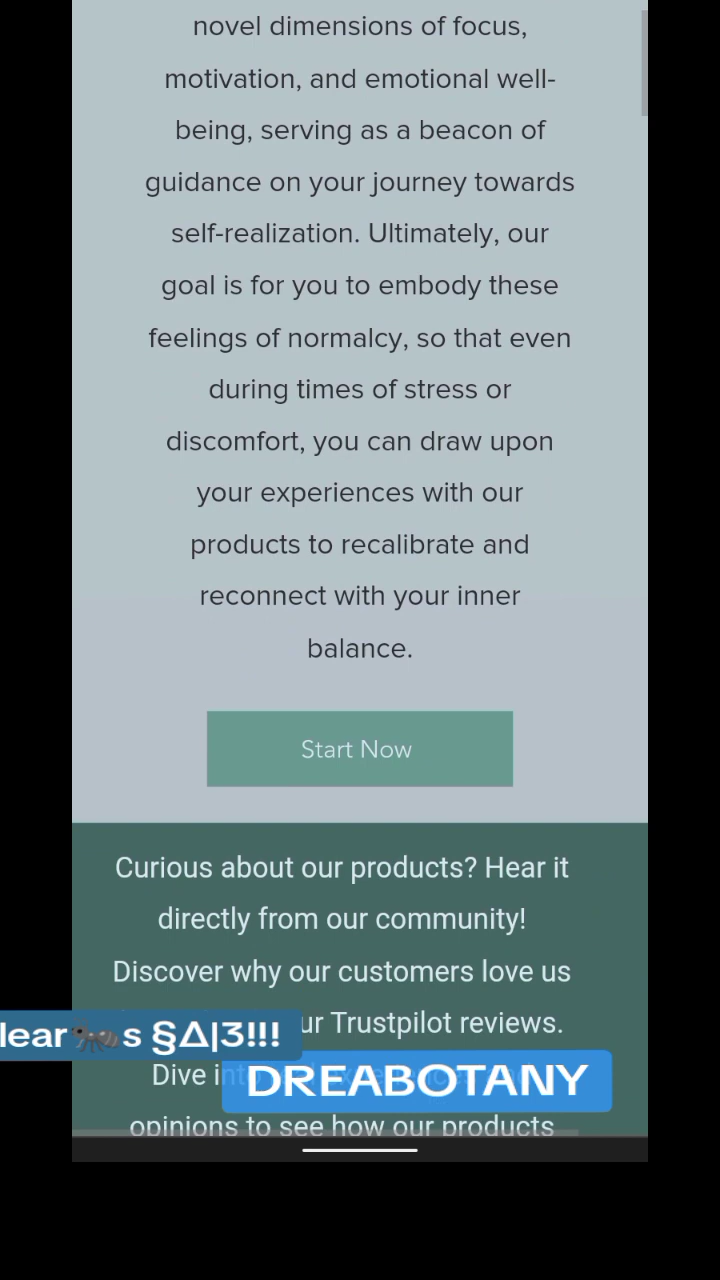 novel dimensions of focus,
motivation, and emotional well-
being, serving as a beacon of
guidance on your journey towards
self-realization. Ultimately, our
goal is for you to embody these
feelings of normalcy, so that even
during times of stress or
discomfort, you can draw upon
your experiences with our
products to recalibrate and
reconnect with your inner
balance.
Start Now
Curious about our products? Hear it
directly from our community!
Discover why our customers love us
lear🐜s §Δ|3!!!
ur Trustpilot reviews.
Dive into
DREABOTANY
opinions to see how our products